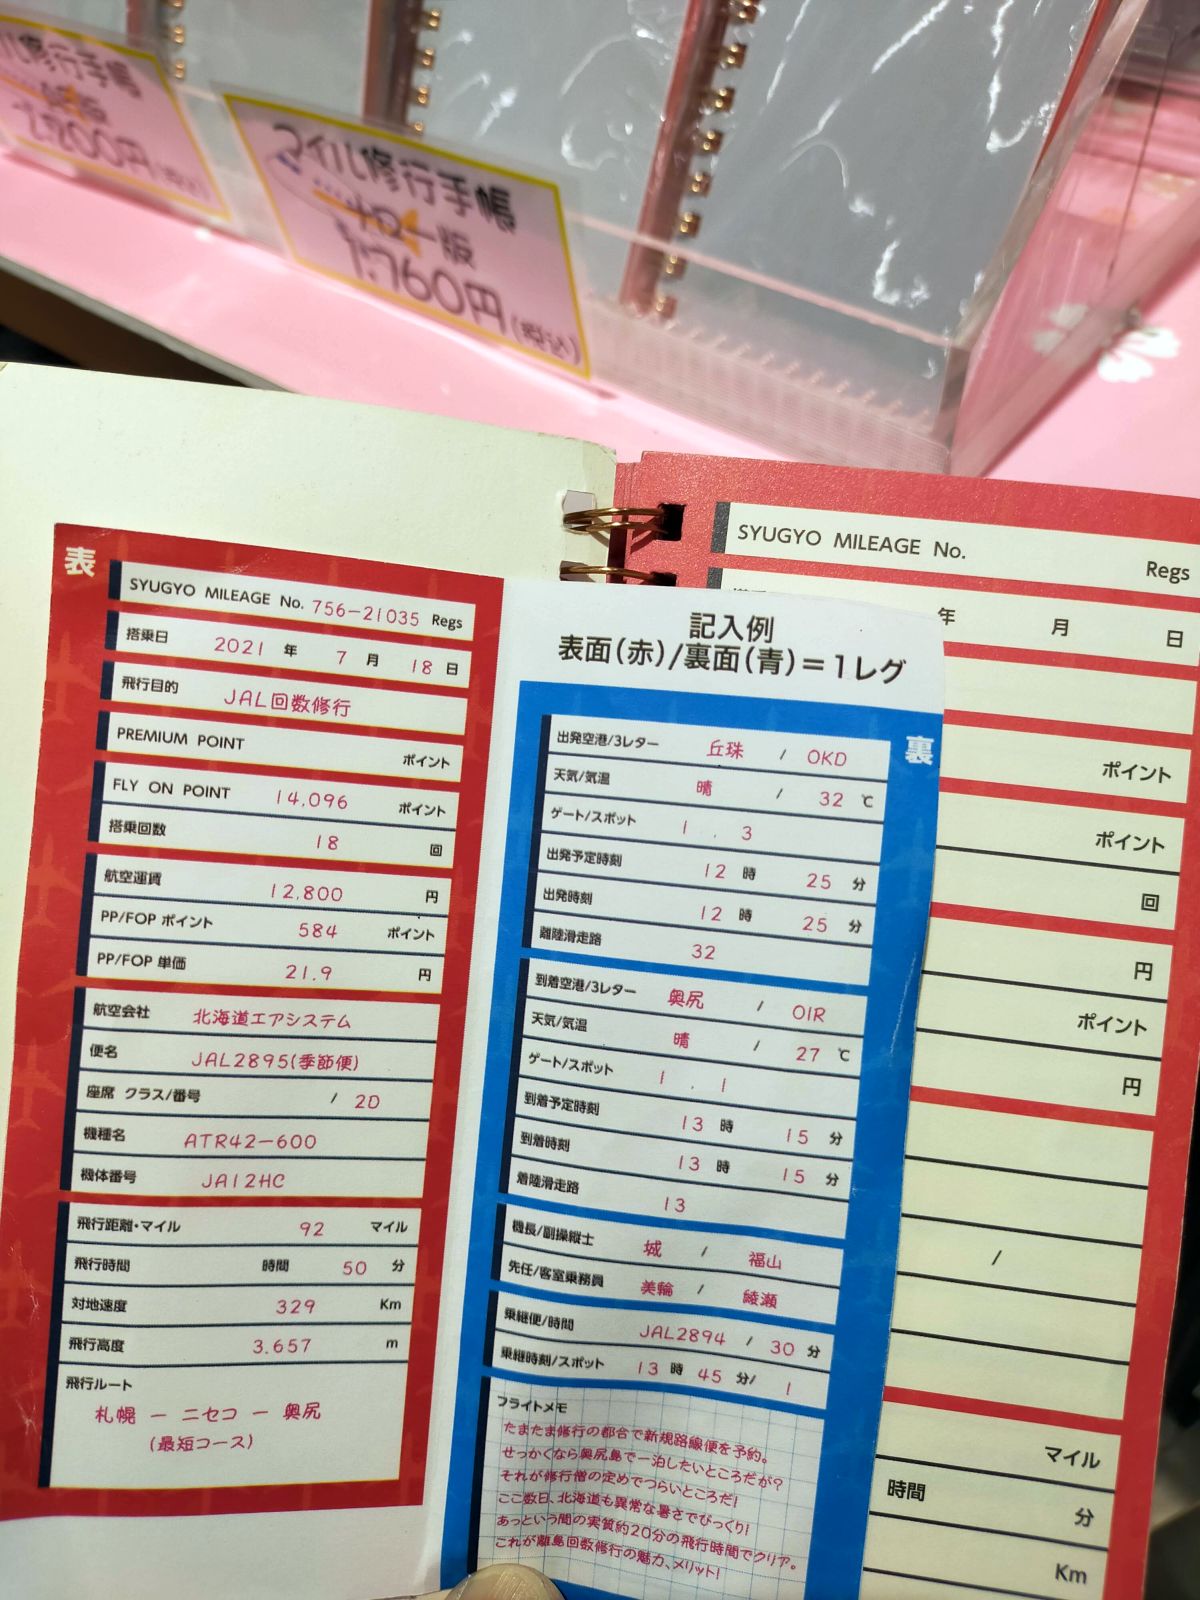 マイル修行手帳
1,760円(税込)
マイル修行手帳
ナロー版
1,760円(税込)
表
SYUGYO MILEAGE No. 756-21035 Regs
搭乗日 2021 年 7 月 18 日
飛行目的 JAL回数修行
PREMIUM POINT ポイント
FLY ON POINT 14,096 ポイント
搭乗回数 18 回
航空運賃 12,800 円
PP/FOP ポイント 584 ポイント
PP/FOP 単価 21.9 円
航空会社 北海道エアシステム
便名 JAL2895(季節便)
座席 クラス/番号 / 2D
機種名 ATR42-600
機体番号 JA12HC
飛行距離・マイル 92 マイル
飛行時間 時間 50 分
対地速度 329 Km
飛行高度 3.657 m
飛行ルート
札幌 ー ニセコ ー 奥尻
(最短コース)
記入例
表面(赤)/裏面(青)=1レグ
裏
出発空港/3レター 丘珠 / OKD
天気/気温 晴 / 32 ℃
ゲート/スポット 1 . 3
出発予定時刻 12 時 25 分
出発時刻 12 時 25 分
離陸滑走路 32
到着空港/3レター 奥尻 / OIR
天気/気温 晴 / 27 ℃
ゲート/スポット 1 . 1
到着予定時刻 13 時 15 分
到着時刻 13 時 15 分
着陸滑走路 13
機長/副操縦士 城 / 福山
先任/客室乗務員 美輪 / 綾瀬
乗継便/時間 JAL2894 / 30 分
乗継時刻/スポット 13 時 45 分/ 1
フライトメモ
たまたま修行の都合で新規路線便を予約。
せっかくなら奥尻島で一泊したいところだが?
それが修行僧の定めでつらいところだ!
ここ数日、北海道も異常な暑さでびっくり!
あっという間の実質約20分の飛行時間でクリア。
これが離島回数修行の魅力、メリット!
SYUGYO MILEAGE No.
Regs
年 月 日
ポイント
ポイント
回
円
ポイント
円
/
マイル
時間 分
Km